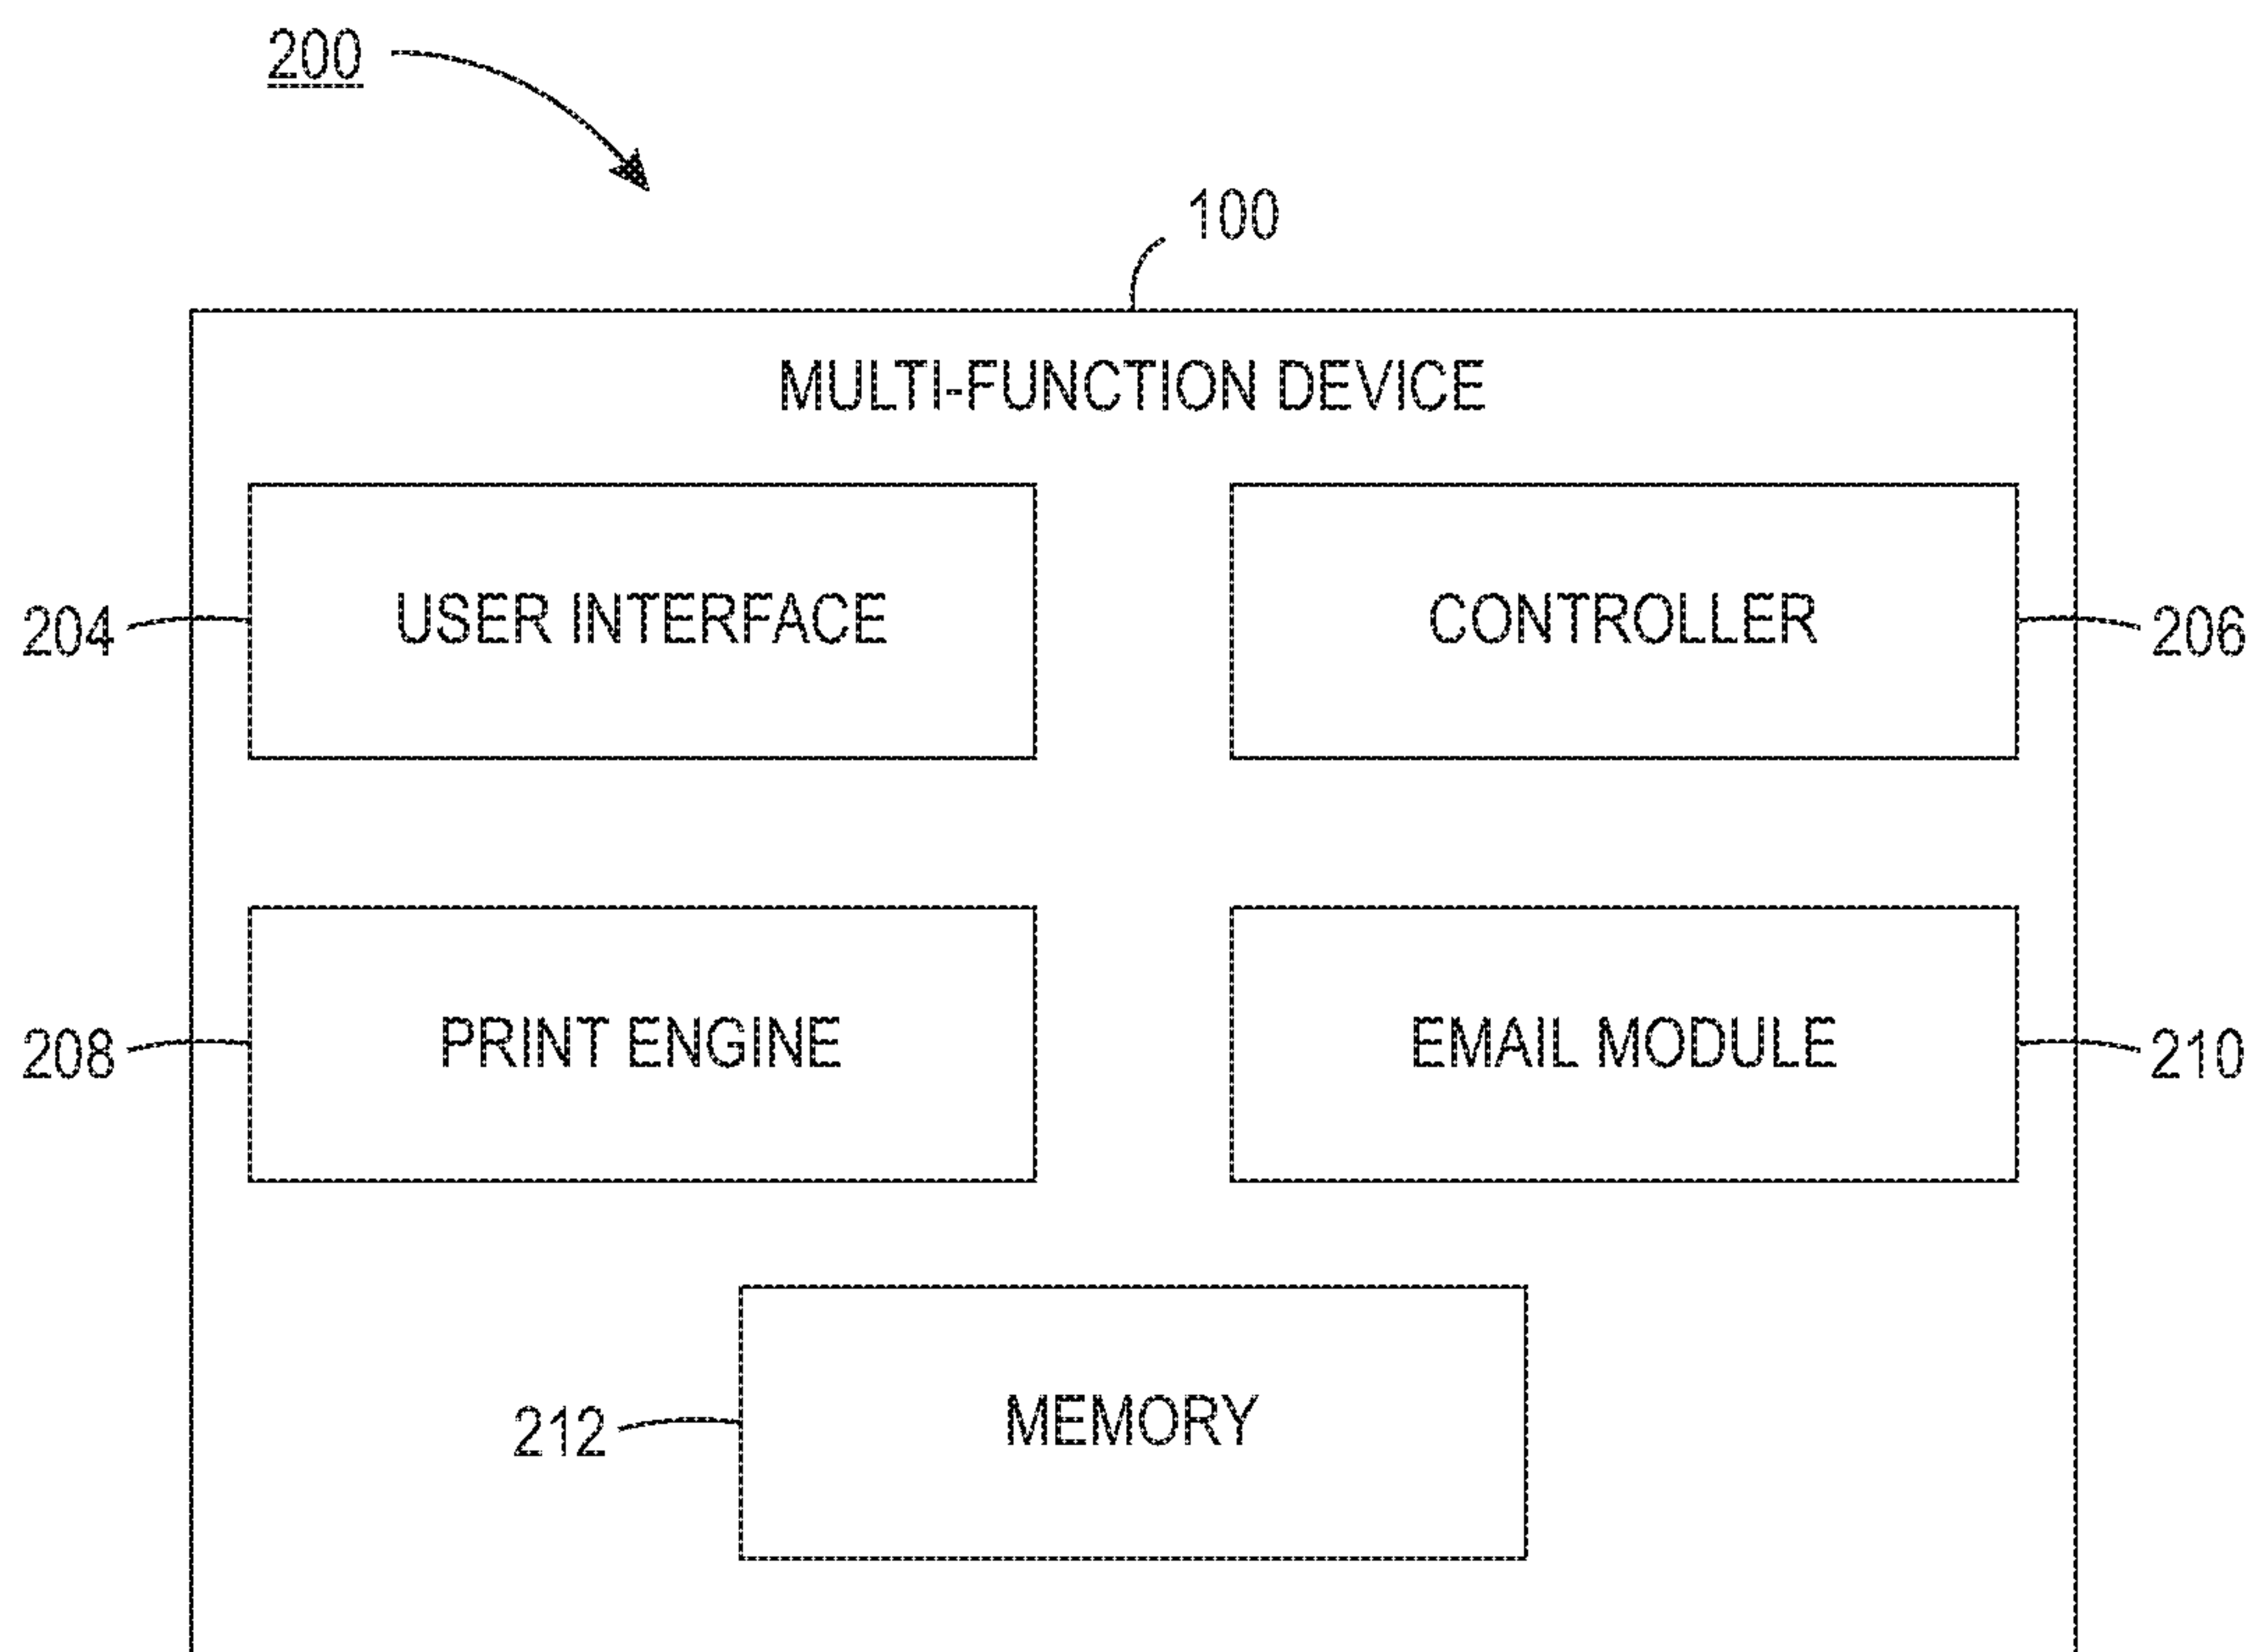 200
100
MULTI-FUNCTION DEVICE
204
USER INTERFACE
CONTROLLER
206
208
PRINT ENGINE
EMAIL MODULE
210
212
MEMORY